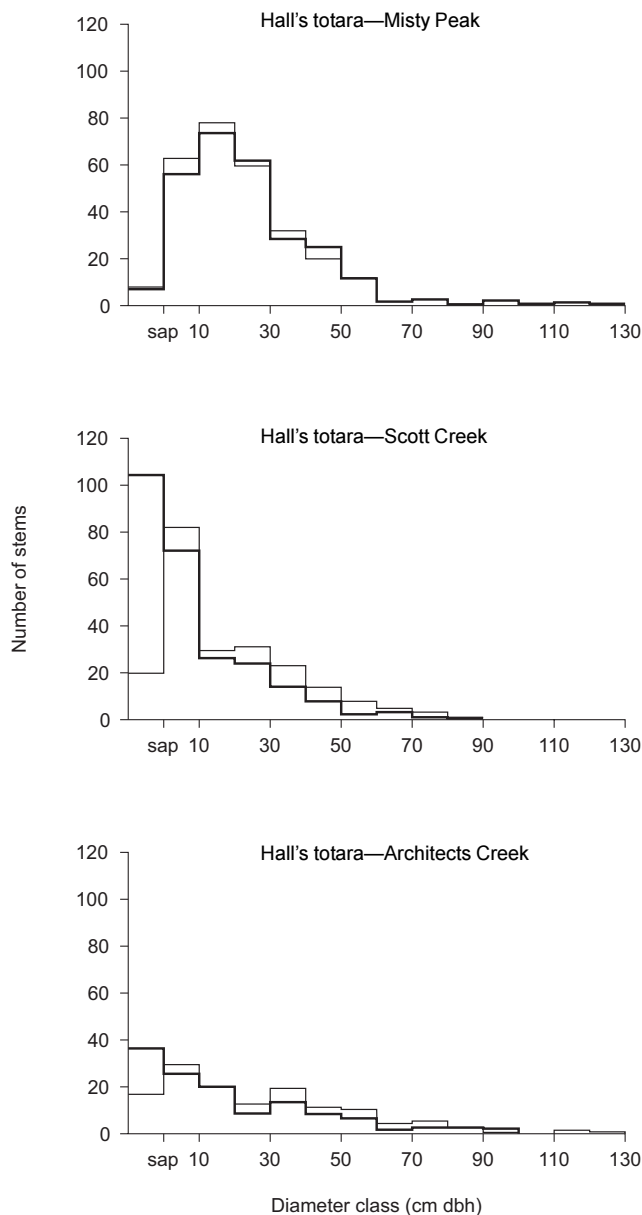 Hall's totara—Misty Peak
120
100
80
60
40
20
0
sap 10 30 50 70 90 110 130
Hall's totara—Scott Creek
120
100
80
60
40
20
0
sap 10 30 50 70 90 110 130
Number of stems
Hall's totara—Architects Creek
120
100
80
60
40
20
0
sap 10 30 50 70 90 110 130
Diameter class (cm dbh)